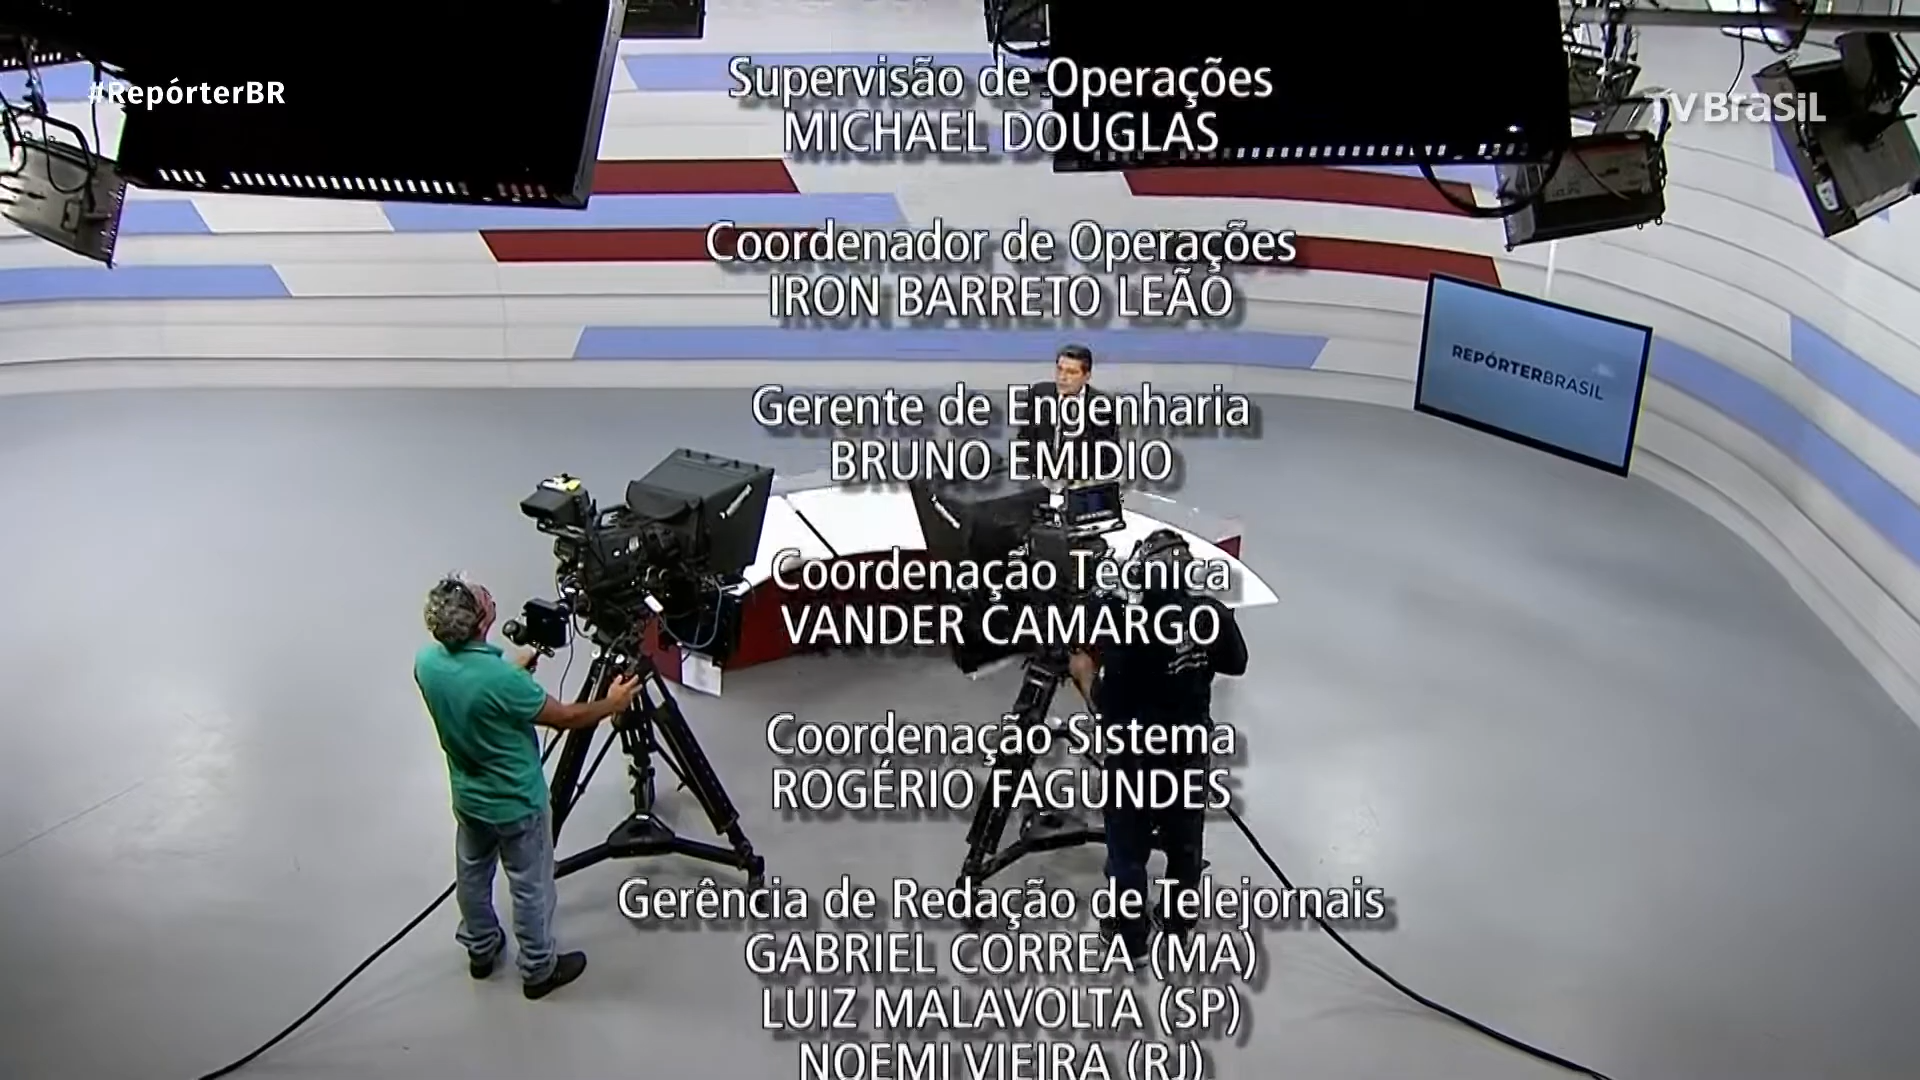 #RepórterBR
TV BrasiL
Supervisão de Operações
MICHAEL DOUGLAS
Coordenador de Operações
IRON BARRETO LEÃO
REPÓRTERBRASIL
Gerente de Engenharia
BRUNO EMIDIO
Coordenação Técnica
VANDER CAMARGO
Coordenação Sistema
ROGÉRIO FAGUNDES
Gerência de Redação de Telejornais
GABRIEL CORREA (MA)
LUIZ MALAVOLTA (SP)
NOEMI VIEIRA (RJ)